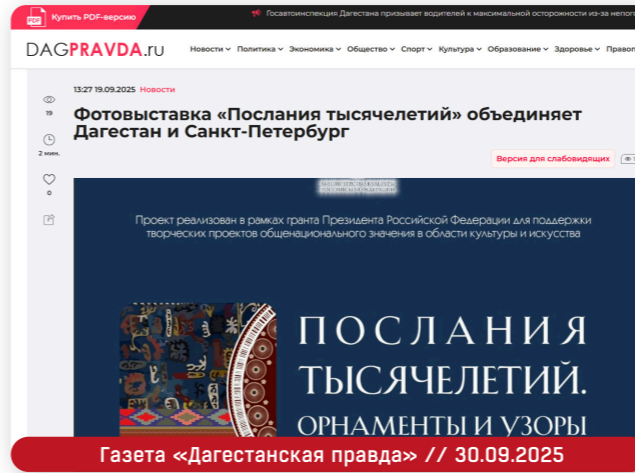 Купить PDF-версию
Госавтоинспекция Дагестана призывает водителей к максимальной осторожности из-за
PDF
DAGPRAVDA.RU
Новости Политика Экономика Общество Спорт Культура Образование Здоровье
13:27 19.09.2025 Новости
Фотовыставка «Послания тысячелетий» объединяет
Дагестан и Санкт-Петербург
19
2 мин.
0
Версия для слабовидящих
Проект реализован в рамках гранта Президента Российской Федерации для поддержки
творческих проектов общенационального значения в области культуры и искусства
ПОСЛАНИЯ
ТЫСЯЧЕЛЕТИЙ.
ОРНАМЕНТЫ И УЗОРЫ
Газета «Дагестанская правда» // 30.09.2025